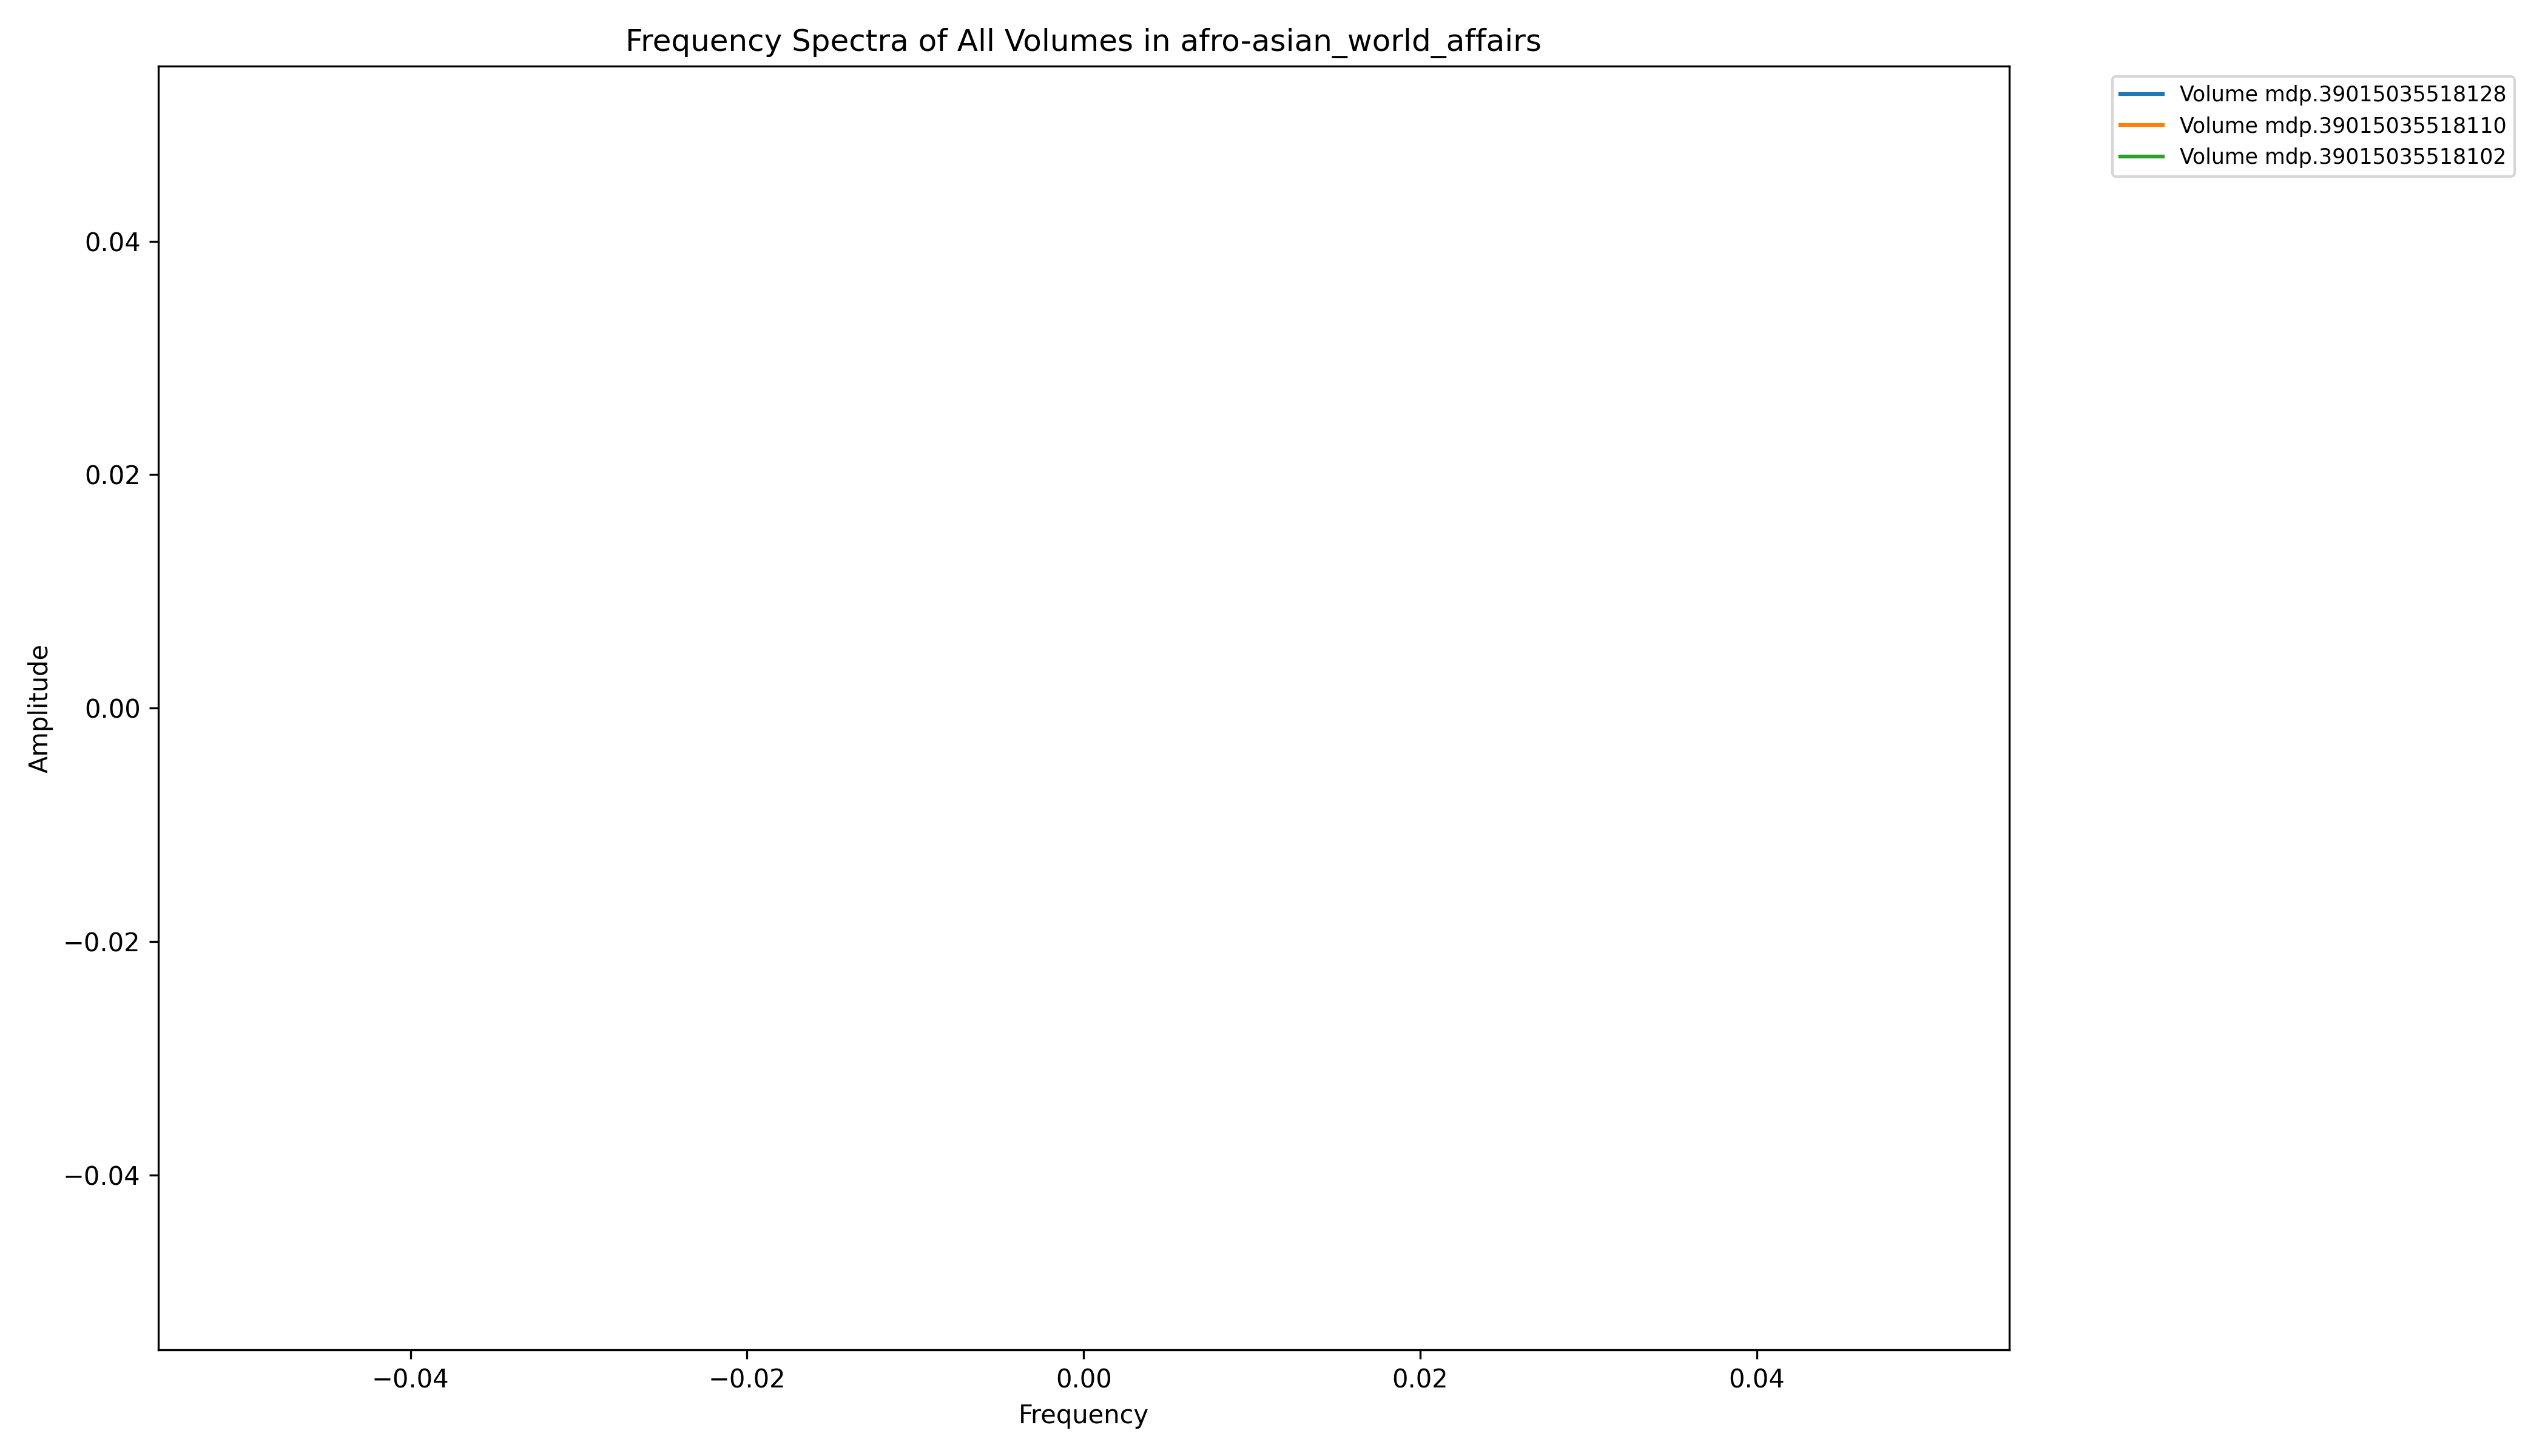 Frequency Spectra of All Volumes in afro-asian_world_affairs
Volume mdp.39015035518128
Volume mdp.39015035518110
Volume mdp.39015035518102
0.04
0.02
0.00
−0.02
−0.04
Amplitude
−0.04
−0.02
0.00
0.02
0.04
Frequency